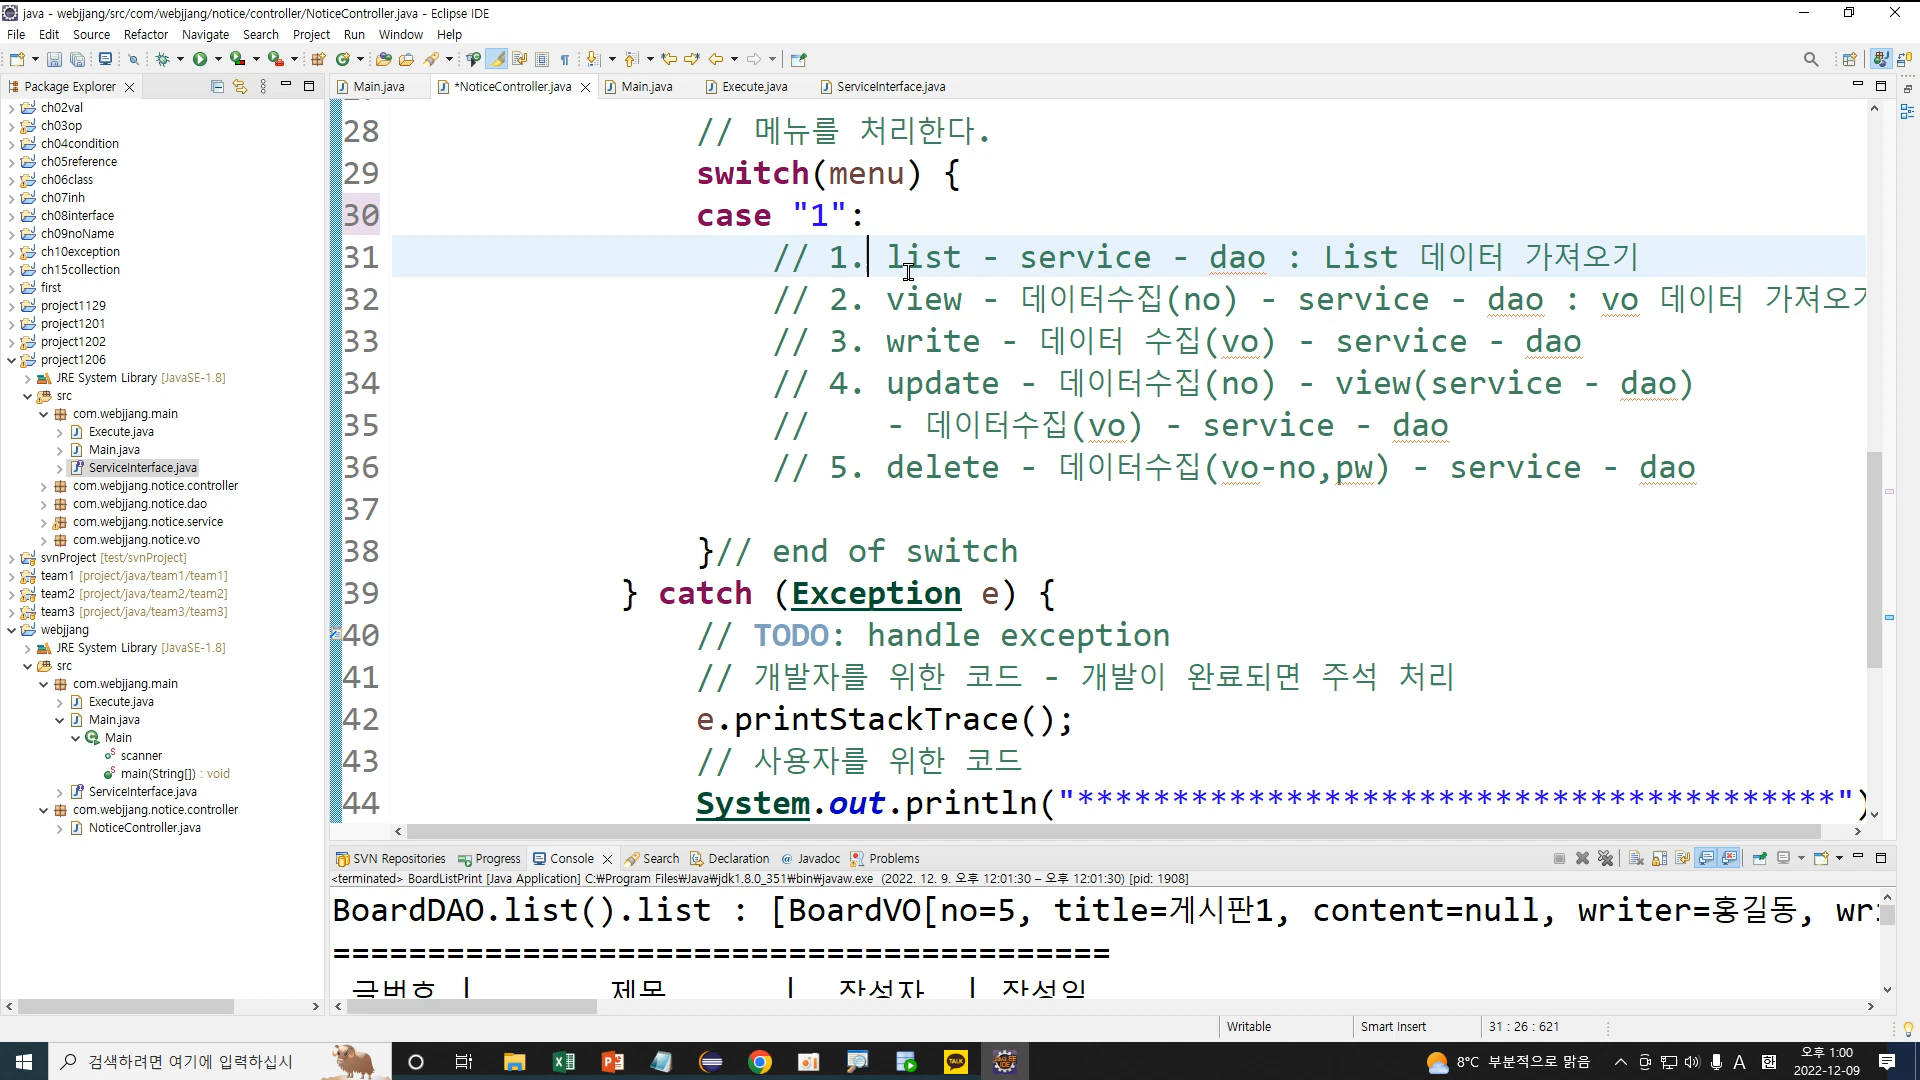 java - webjjang/src/com/webjjang/notice/controller/NoticeController.java - Eclipse IDE
File Edit Source Refactor Navigate Search Project Run Window Help
Package Explorer
Main.java *NoticeController.java Main.java Execute.java ServiceInterface.java
ch02val
ch03op
ch04condition
ch05reference
ch06class
ch07inh
ch08interface
ch09noName
ch10exception
ch15collection
first
project1129
project1201
project1202
project1206
JRE System Library [JavaSE-1.8]
src
com.webjjang.main
Execute.java
Main.java
ServiceInterface.java
com.webjjang.notice.controller
com.webjjang.notice.dao
com.webjjang.notice.service
com.webjjang.notice.vo
svnProject [test/svnProject]
team1 [project/java/team1/team1]
team2 [project/java/team2/team2]
team3 [project/java/team3/team3]
webjjang
JRE System Library [JavaSE-1.8]
src
com.webjjang.main
Execute.java
Main.java
Main
scanner
main(String[]) : void
ServiceInterface.java
com.webjjang.notice.controller
NoticeController.java
28 // 메뉴를 처리한다.
29 switch(menu) {
30 case "1":
31 // 1. list - service - dao : List 데이터 가져오기
32 // 2. view - 데이터수집(no) - service - dao : vo 데이터 가져오기
33 // 3. write - 데이터 수집(vo) - service - dao
34 // 4. update - 데이터수집(no) - view(service - dao)
35 // - 데이터수집(vo) - service - dao
36 // 5. delete - 데이터수집(vo-no,pw) - service - dao
37
38 }// end of switch
39 } catch (Exception e) {
40 // TODO: handle exception
41 // 개발자를 위한 코드 - 개발이 완료되면 주석 처리
42 e.printStackTrace();
43 // 사용자를 위한 코드
44 System.out.println("****************************************")
SVN Repositories Progress Console Search Declaration Javadoc Problems
<terminated> BoardListPrint [Java Application] C:₩Program Files₩Java₩jdk1.8.0_351₩bin₩javaw.exe (2022. 12. 9. 오후 12:01:30 – 오후 12:01:30) [pid: 1908]
BoardDAO.list().list : [BoardVO[no=5, title=게시판1, content=null, writer=홍길동, wri
=========================================
글번호 | 제목 | 작성자 | 작성일
Writable Smart Insert 31 : 26 : 621
검색하려면 여기에 입력하십시 TALK 8°C 부분적으로 맑음 A 오후 1:00
2022-12-09